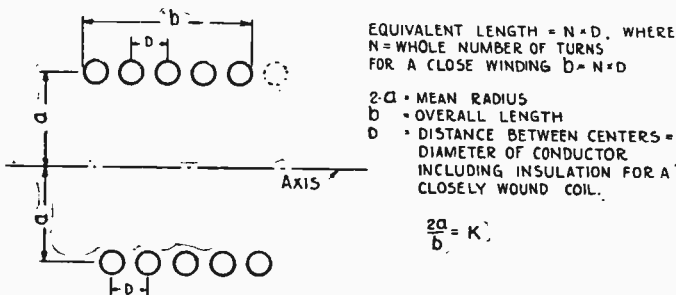 b
D
a
AXIS
a
D
EQUIVALENT LENGTH = N × D, WHERE
N = WHOLE NUMBER OF TURNS
FOR A CLOSE WINDING b = N × D
2·a = MEAN RADIUS
b = OVERALL LENGTH
D = DISTANCE BETWEEN CENTERS =
DIAMETER OF CONDUCTOR
INCLUDING INSULATION FOR A
CLOSELY WOUND COIL.
2a/b = K